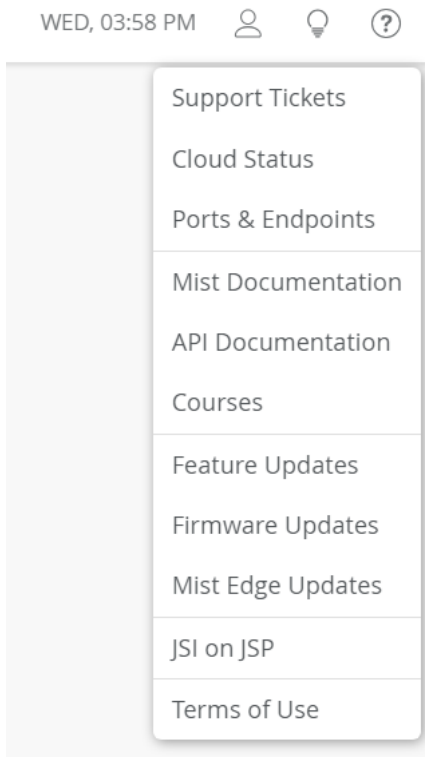 WED, 03:58 PM ?
Support Tickets
Cloud Status
Ports & Endpoints
Mist Documentation
API Documentation
Courses
Feature Updates
Firmware Updates
Mist Edge Updates
JSI on JSP
Terms of Use